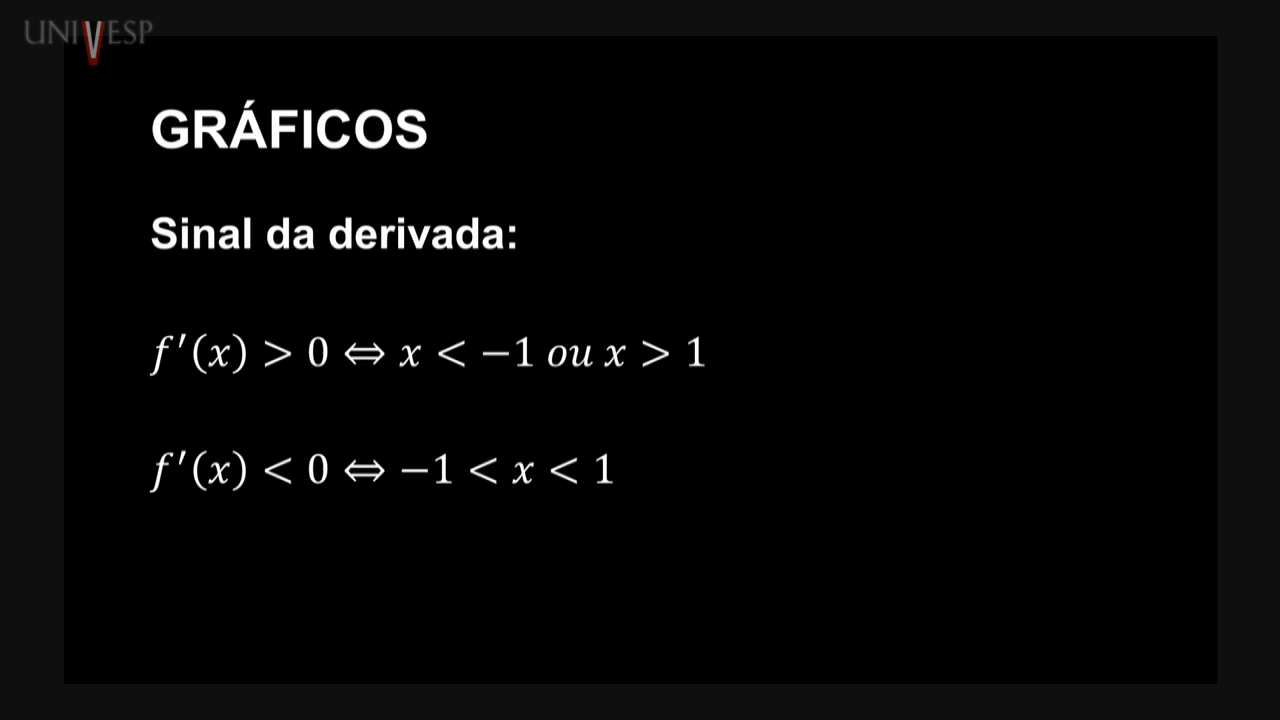 UNIVESP
GRÁFICOS
Sinal da derivada:
f′(x) > 0 ⇔ x < −1 ou x > 1
f′(x) < 0 ⇔ −1 < x < 1